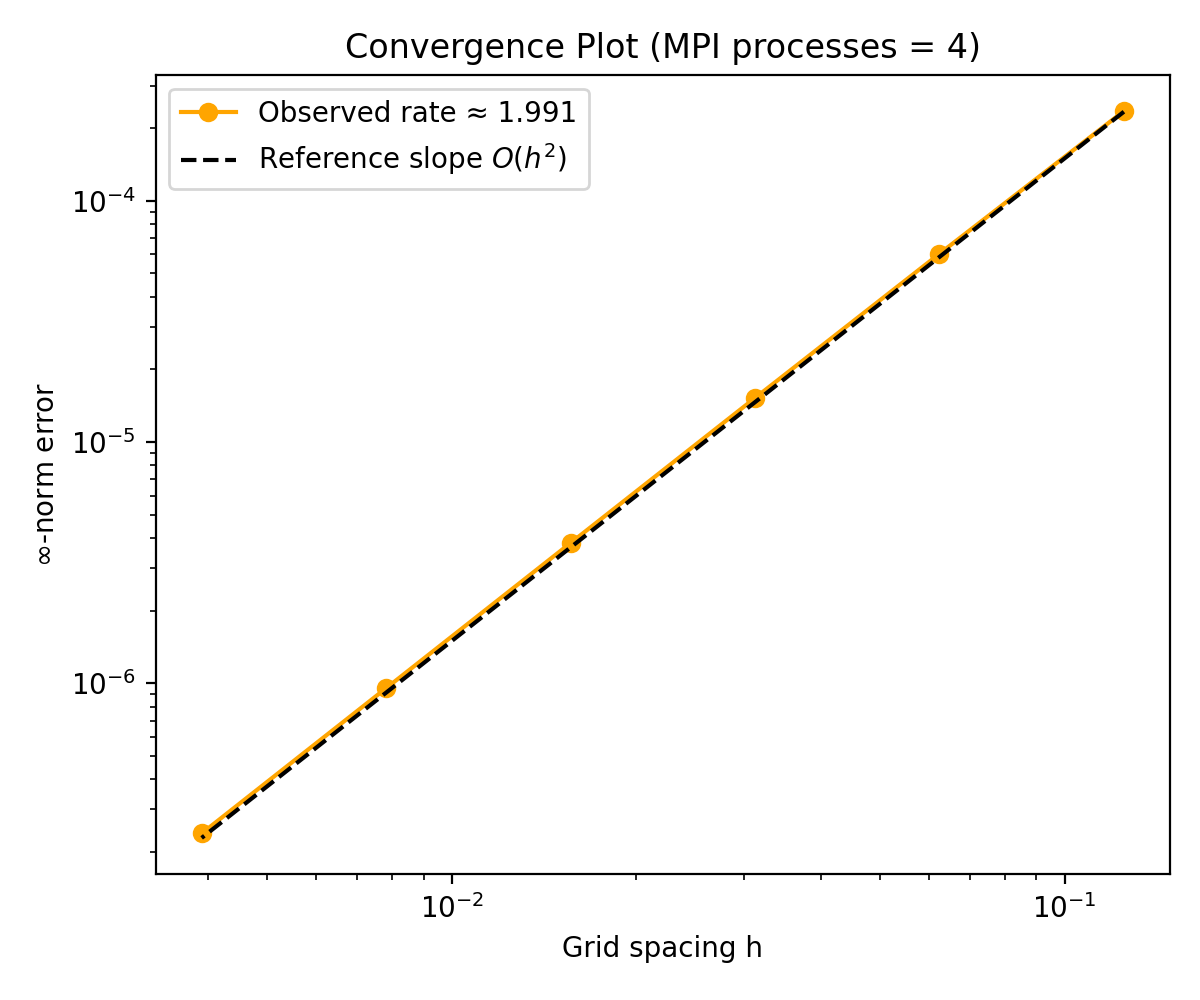 Convergence Plot (MPI processes = 4)
Observed rate ≈ 1.991
Reference slope O(h²)
10⁻⁴
10⁻⁵
10⁻⁶
∞-norm error
10⁻²
10⁻¹
Grid spacing h